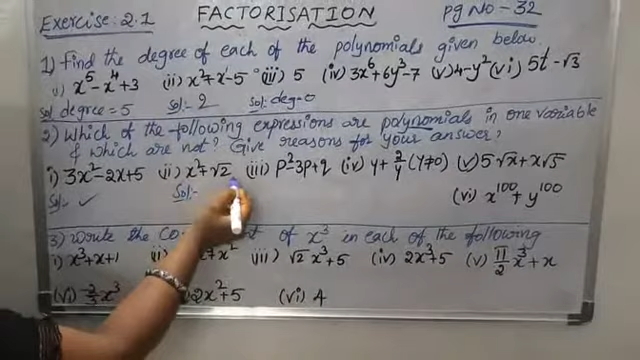 Exercise: 2.1 FACTORISATION pg No - 32
1) Find the degree of each of the polynomials given below.
i) x⁵ - x⁴ + 3 (ii) x² + x - 5 (iii) 5 (iv) 3x⁶ + 6y³ - 7 (v) 4 - y² (vi) 5t - √3
Sol: degree = 5 Sol:- 2 Sol: deg - 0
2) Which of the following expressions are polynomials in one variable
& which are not? Give reasons for your answer?
i) 3x² - 2x + 5 (ii) x² + √2 (iii) p² - 3p + q (iv) y + 2/y (y≠0) (v) 5√x + x√5
Sol:- ✓ Sol:- (vi) x¹⁰⁰ + y¹⁰⁰
3) Write the of x³ in each of the following
i) x³ + x + 1 + x² (iii) √2 x³ + 5 (iv) 2x³ + 5 (v) π/2 x³ + x
(vi) -2/3 x³ 2x² + 5 (vi) 4